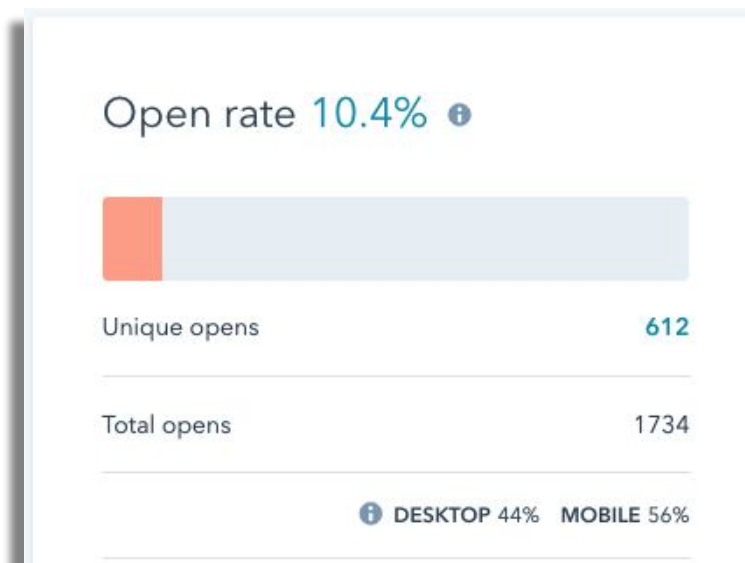 Open rate 10.4%
Unique opens 612
Total opens 1734
DESKTOP 44% MOBILE 56%